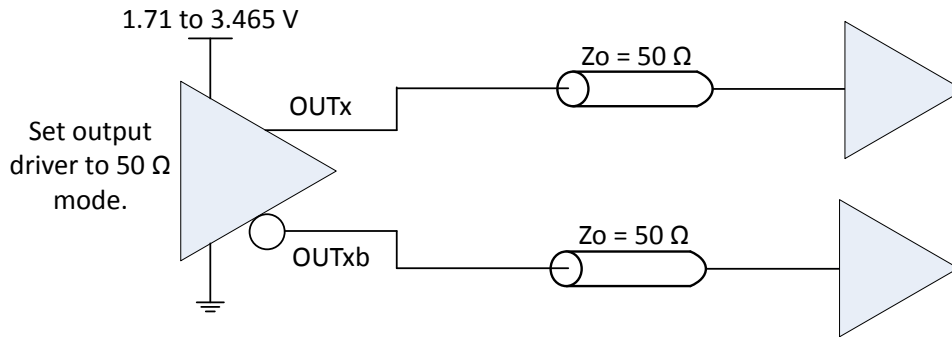 1.71 to 3.465 V
Zo = 50 Ω
OUTx
Set output
driver to 50 Ω
mode.
Zo = 50 Ω
OUTxb